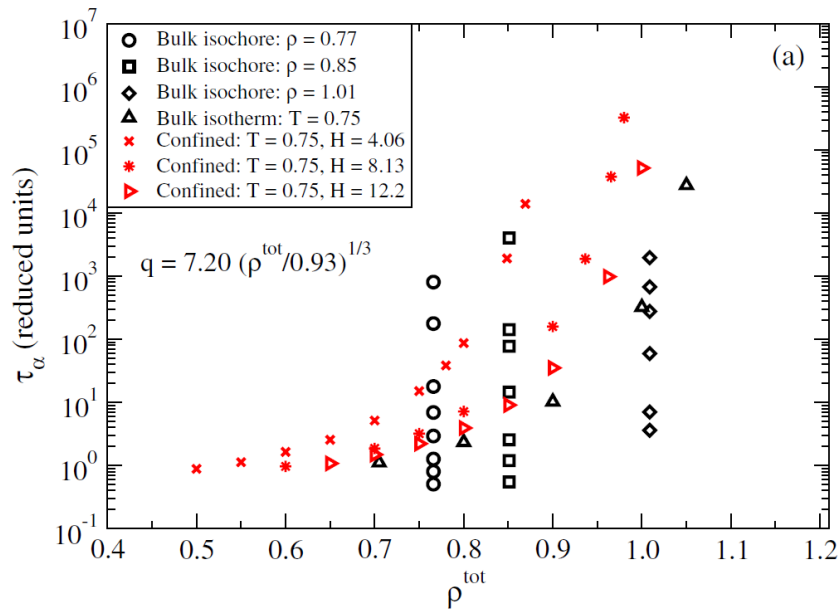 (a)
Bulk isochore: ρ = 0.77
Bulk isochore: ρ = 0.85
Bulk isochore: ρ = 1.01
Bulk isotherm: T = 0.75
Confined: T = 0.75, H = 4.06
Confined: T = 0.75, H = 8.13
Confined: T = 0.75, H = 12.2
q = 7.20 (ρ^tot/0.93)^1/3
τ_α (reduced units)
10^7
10^6
10^5
10^4
10^3
10^2
10^1
10^0
10^-1
0.4 0.5 0.6 0.7 0.8 0.9 1.0 1.1 1.2
ρ^tot